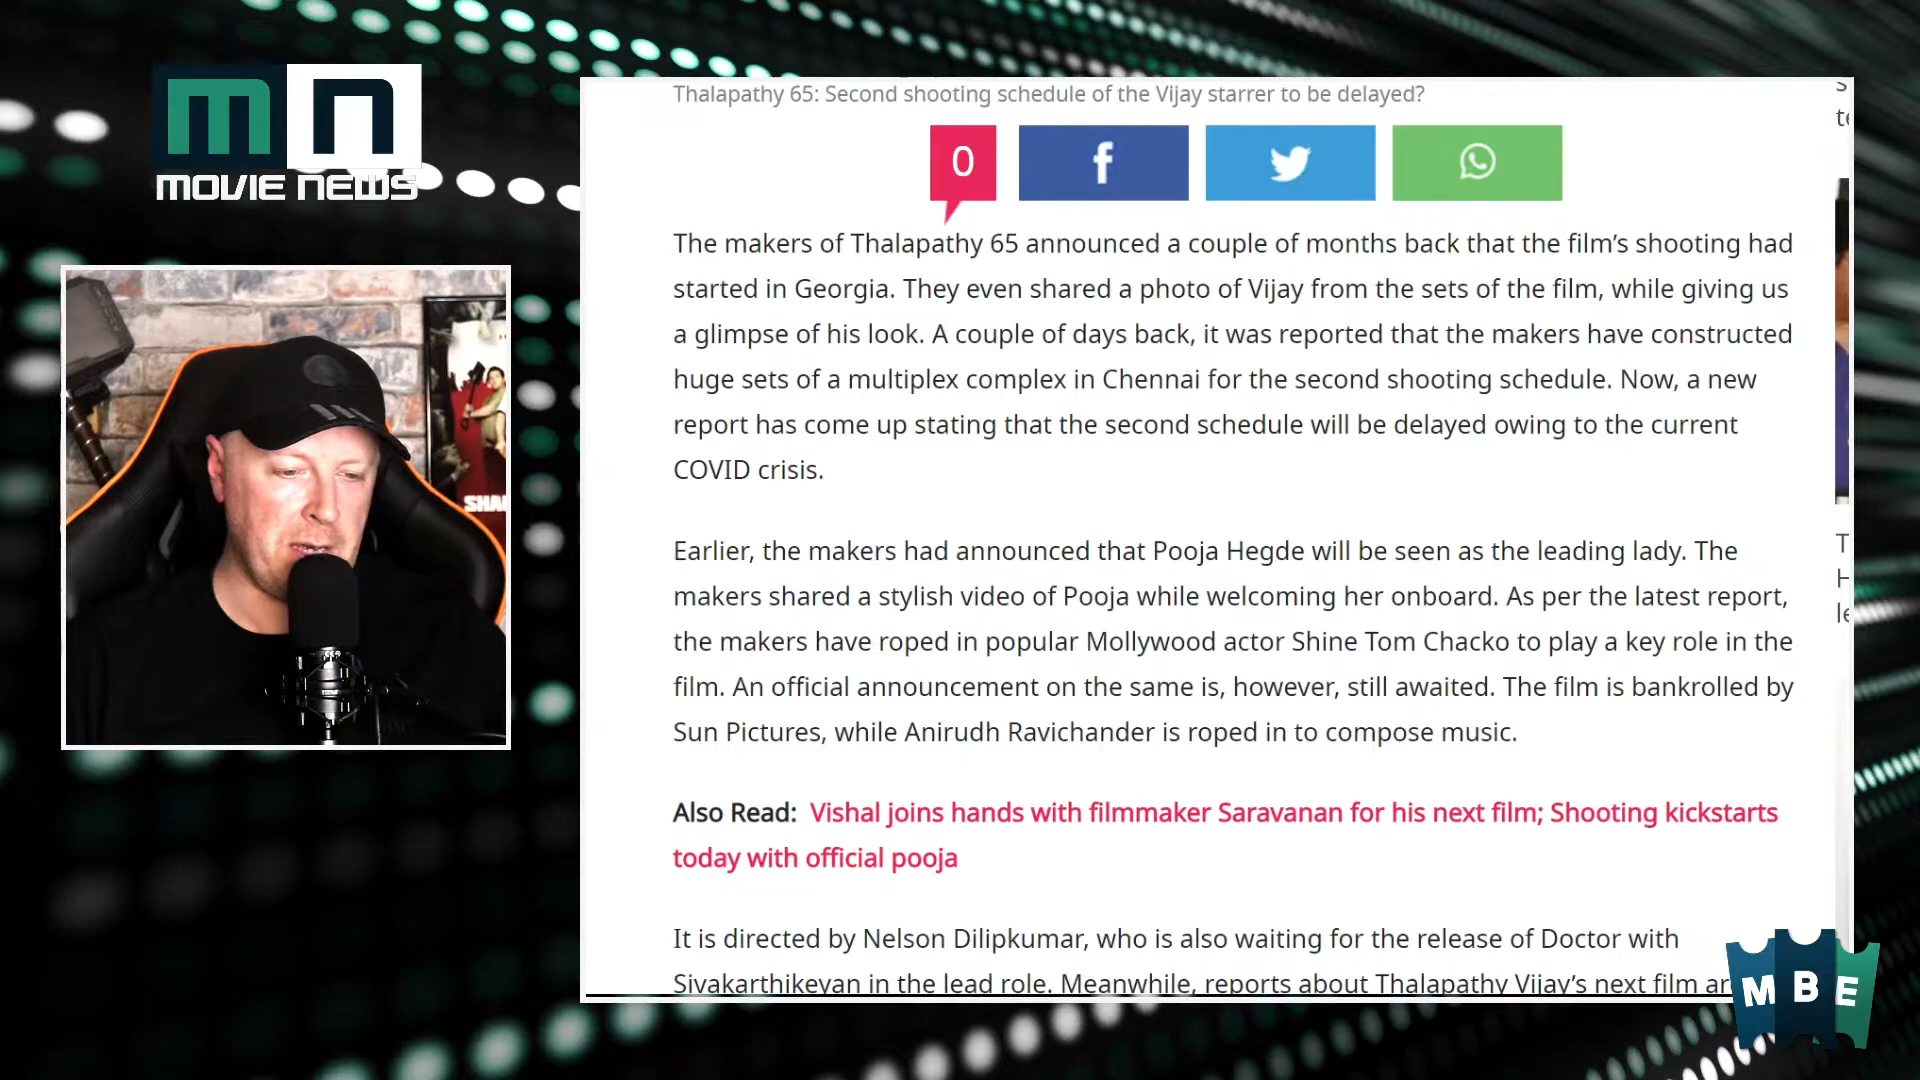 mn
MOVIE NEWS
SHA
Thalapathy 65: Second shooting schedule of the Vijay starrer to be delayed?
0
The makers of Thalapathy 65 announced a couple of months back that the film’s shooting had
started in Georgia. They even shared a photo of Vijay from the sets of the film, while giving us
a glimpse of his look. A couple of days back, it was reported that the makers have constructed
huge sets of a multiplex complex in Chennai for the second shooting schedule. Now, a new
report has come up stating that the second schedule will be delayed owing to the current
COVID crisis.
Earlier, the makers had announced that Pooja Hegde will be seen as the leading lady. The
makers shared a stylish video of Pooja while welcoming her onboard. As per the latest report,
the makers have roped in popular Mollywood actor Shine Tom Chacko to play a key role in the
film. An official announcement on the same is, however, still awaited. The film is bankrolled by
Sun Pictures, while Anirudh Ravichander is roped in to compose music.
Also Read: Vishal joins hands with filmmaker Saravanan for his next film; Shooting kickstarts
today with official pooja
It is directed by Nelson Dilipkumar, who is also waiting for the release of Doctor with
Sivakarthikeyan in the lead role. Meanwhile, reports about Thalapathy Vijay’s next film ar
MBE